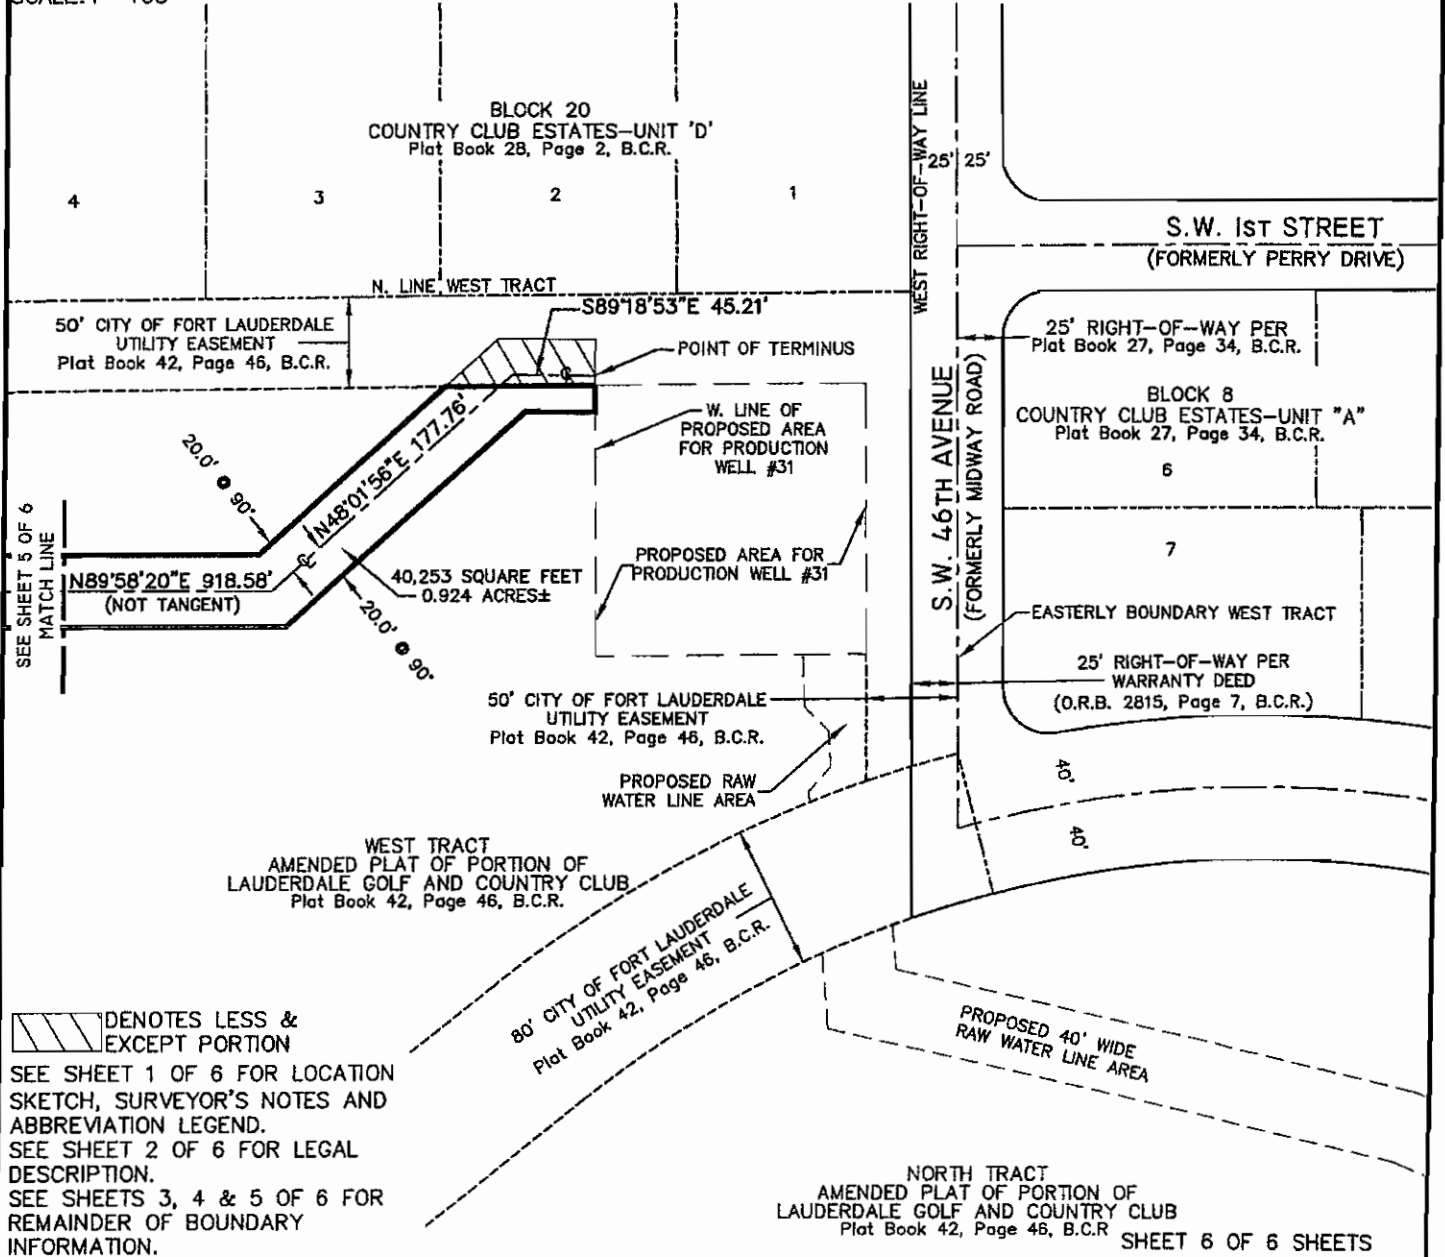 BLOCK 20
COUNTRY CLUB ESTATES-UNIT 'D'
Plat Book 28, Page 2, B.C.R.
4
3
2
1
WEST RIGHT-OF-WAY LINE
25' 25'
S.W. 1ST STREET
(FORMERLY PERRY DRIVE)
N. LINE WEST TRACT
S89°18'53"E 45.21'
50' CITY OF FORT LAUDERDALE
UTILITY EASEMENT
Plat Book 42, Page 46, B.C.R.
POINT OF TERMINUS
25' RIGHT-OF-WAY PER
Plat Book 27, Page 34, B.C.R.
BLOCK 8
COUNTRY CLUB ESTATES-UNIT "A"
Plat Book 27, Page 34, B.C.R.
6
7
W. LINE OF
PROPOSED AREA
FOR PRODUCTION
WELL #31
S.W. 46TH AVENUE
(FORMERLY MIDWAY ROAD)
20.0' @ 90°
N48°01'56"E 177.76'
SEE SHEET 5 OF 6
MATCH LINE
N89°58'20"E 918.58'
(NOT TANGENT)
40,253 SQUARE FEET
0.924 ACRES±
20.0' @ 90°
PROPOSED AREA FOR
PRODUCTION WELL #31
EASTERLY BOUNDARY WEST TRACT
25' RIGHT-OF-WAY PER
WARRANTY DEED
(O.R.B. 2815, Page 7, B.C.R.)
50' CITY OF FORT LAUDERDALE
UTILITY EASEMENT
Plat Book 42, Page 46, B.C.R.
PROPOSED RAW
WATER LINE AREA
40'
40'
WEST TRACT
AMENDED PLAT OF PORTION OF
LAUDERDALE GOLF AND COUNTRY CLUB
Plat Book 42, Page 46, B.C.R.
80' CITY OF FORT LAUDERDALE
UTILITY EASEMENT
Plat Book 42, Page 46, B.C.R.
PROPOSED 40' WIDE
RAW WATER LINE AREA
DENOTES LESS &
EXCEPT PORTION
SEE SHEET 1 OF 6 FOR LOCATION
SKETCH, SURVEYOR'S NOTES AND
ABBREVIATION LEGEND.
SEE SHEET 2 OF 6 FOR LEGAL
DESCRIPTION.
SEE SHEETS 3, 4 & 5 OF 6 FOR
REMAINDER OF BOUNDARY
INFORMATION.
NORTH TRACT
AMENDED PLAT OF PORTION OF
LAUDERDALE GOLF AND COUNTRY CLUB
Plat Book 42, Page 46, B.C.R
SHEET 6 OF 6 SHEETS